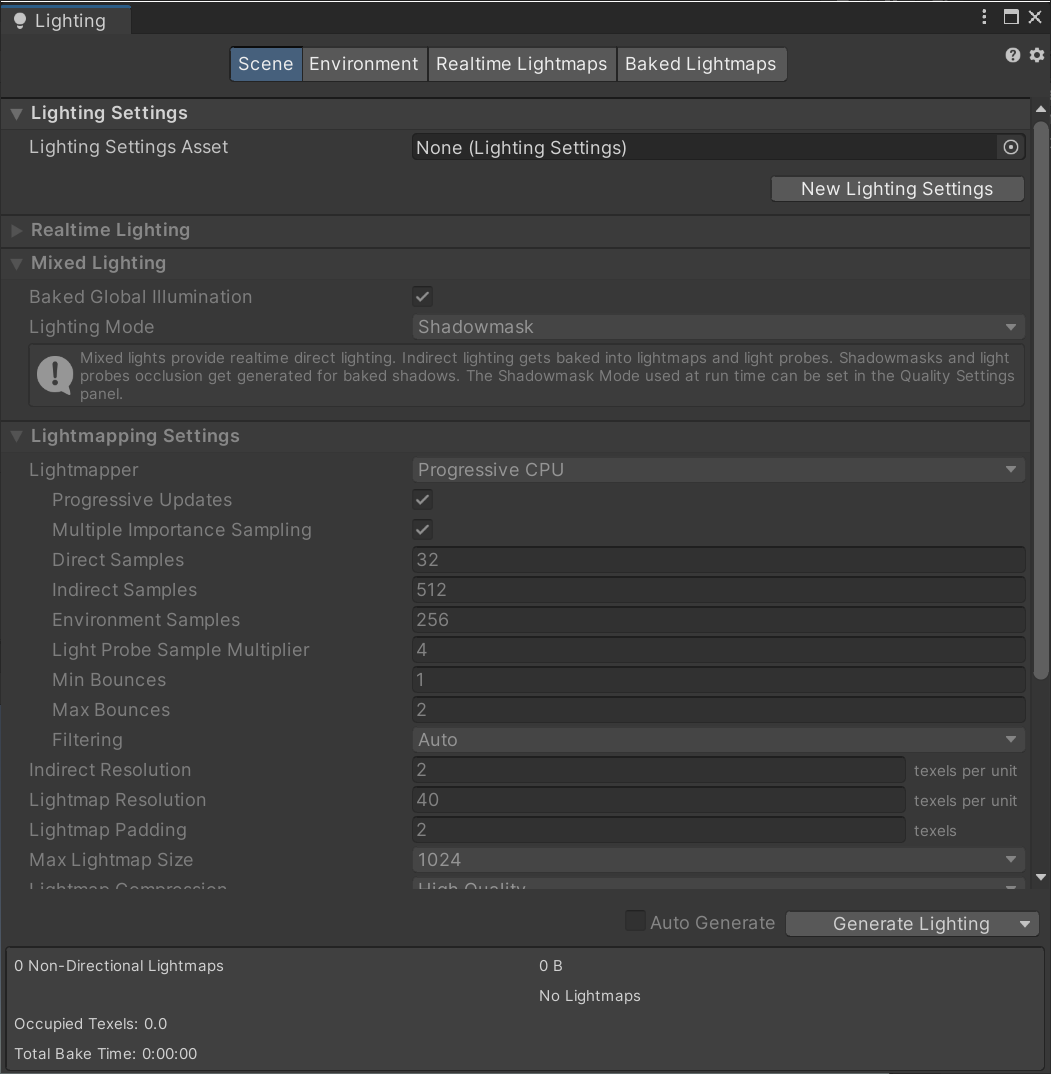 Lighting
Scene Environment Realtime Lightmaps Baked Lightmaps
Lighting Settings
Lighting Settings Asset None (Lighting Settings)
New Lighting Settings
Realtime Lighting
Mixed Lighting
Baked Global Illumination
Lighting Mode Shadowmask
Mixed lights provide realtime direct lighting. Indirect lighting gets baked into lightmaps and light probes. Shadowmasks and light
probes occlusion get generated for baked shadows. The Shadowmask Mode used at run time can be set in the Quality Settings
panel.
Lightmapping Settings
Lightmapper Progressive CPU
Progressive Updates
Multiple Importance Sampling
Direct Samples 32
Indirect Samples 512
Environment Samples 256
Light Probe Sample Multiplier 4
Min Bounces 1
Max Bounces 2
Filtering Auto
Indirect Resolution 2 texels per unit
Lightmap Resolution 40 texels per unit
Lightmap Padding 2 texels
Max Lightmap Size 1024
Lightmap Compression High Quality
Auto Generate Generate Lighting
0 Non-Directional Lightmaps 0 B
No Lightmaps
Occupied Texels: 0.0
Total Bake Time: 0:00:00